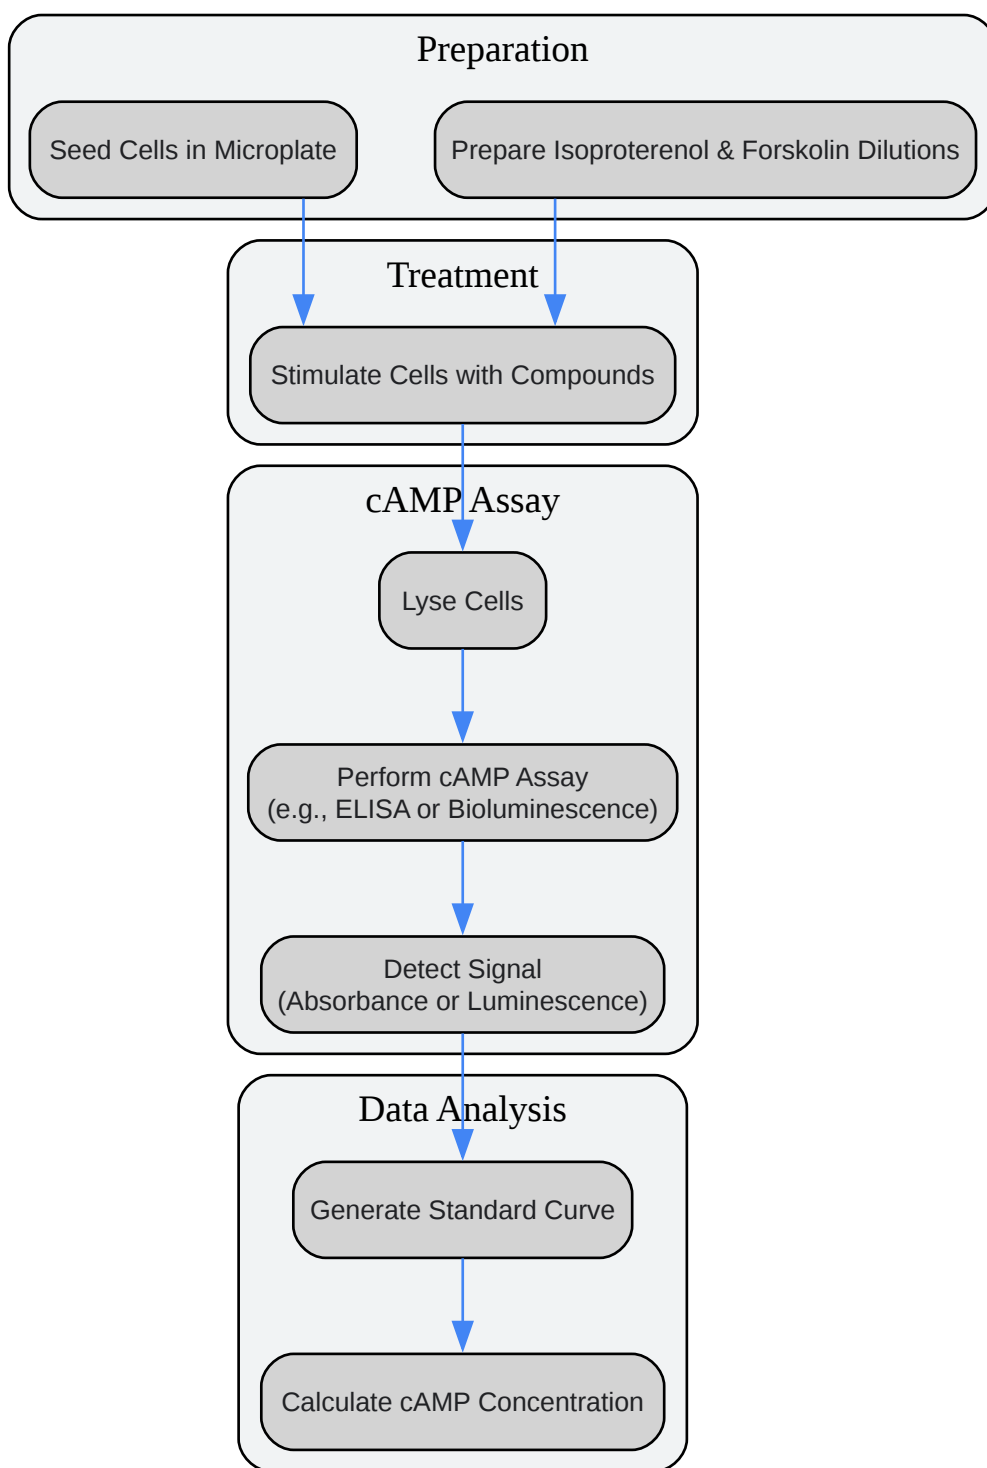 Preparation
Seed Cells in Microplate
Prepare Isoproterenol & Forskolin Dilutions
Treatment
Stimulate Cells with Compounds
cAMP Assay
Lyse Cells
Perform cAMP Assay
(e.g., ELISA or Bioluminescence)
Detect Signal
(Absorbance or Luminescence)
Data Analysis
Generate Standard Curve
Calculate cAMP Concentration